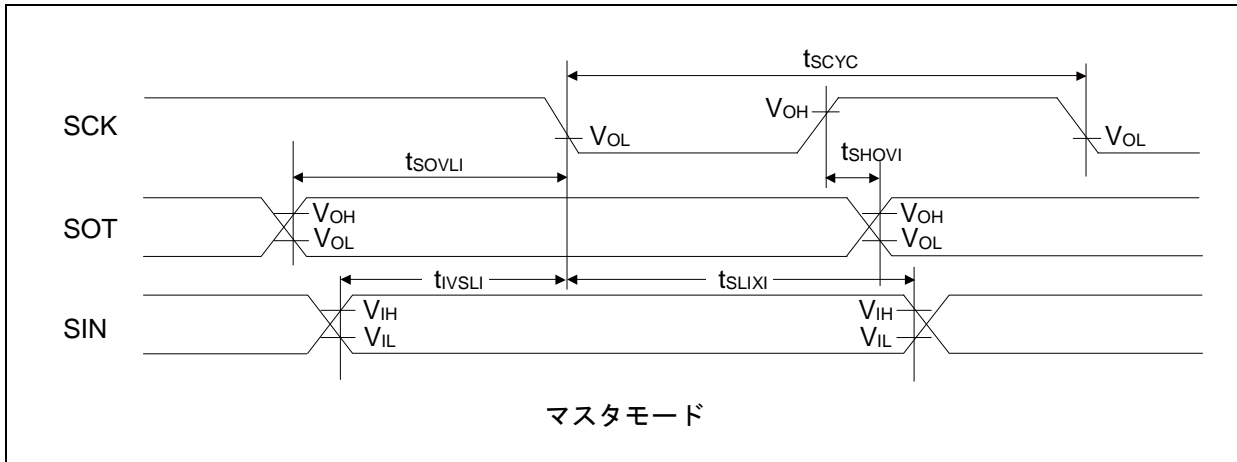 tSCYC
SCK
VOH
VOL
VOL
tSHOVI
tSOVLI
SOT
VOH
VOH
VOL
VOL
tIVSLI
tSLIXI
SIN
VIH
VIH
VIL
VIL
マスタモード